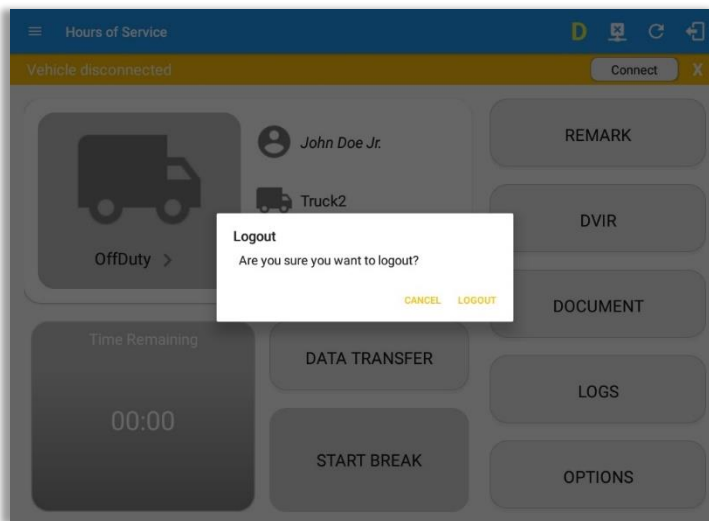 Hours of Service
D
Vehicle disconnected
Connect
X
John Doe Jr.
Truck2
OffDuty >
REMARK
DVIR
Logout
Are you sure you want to logout?
CANCEL LOGOUT
DOCUMENT
Time Remaining
00:00
DATA TRANSFER
START BREAK
LOGS
OPTIONS